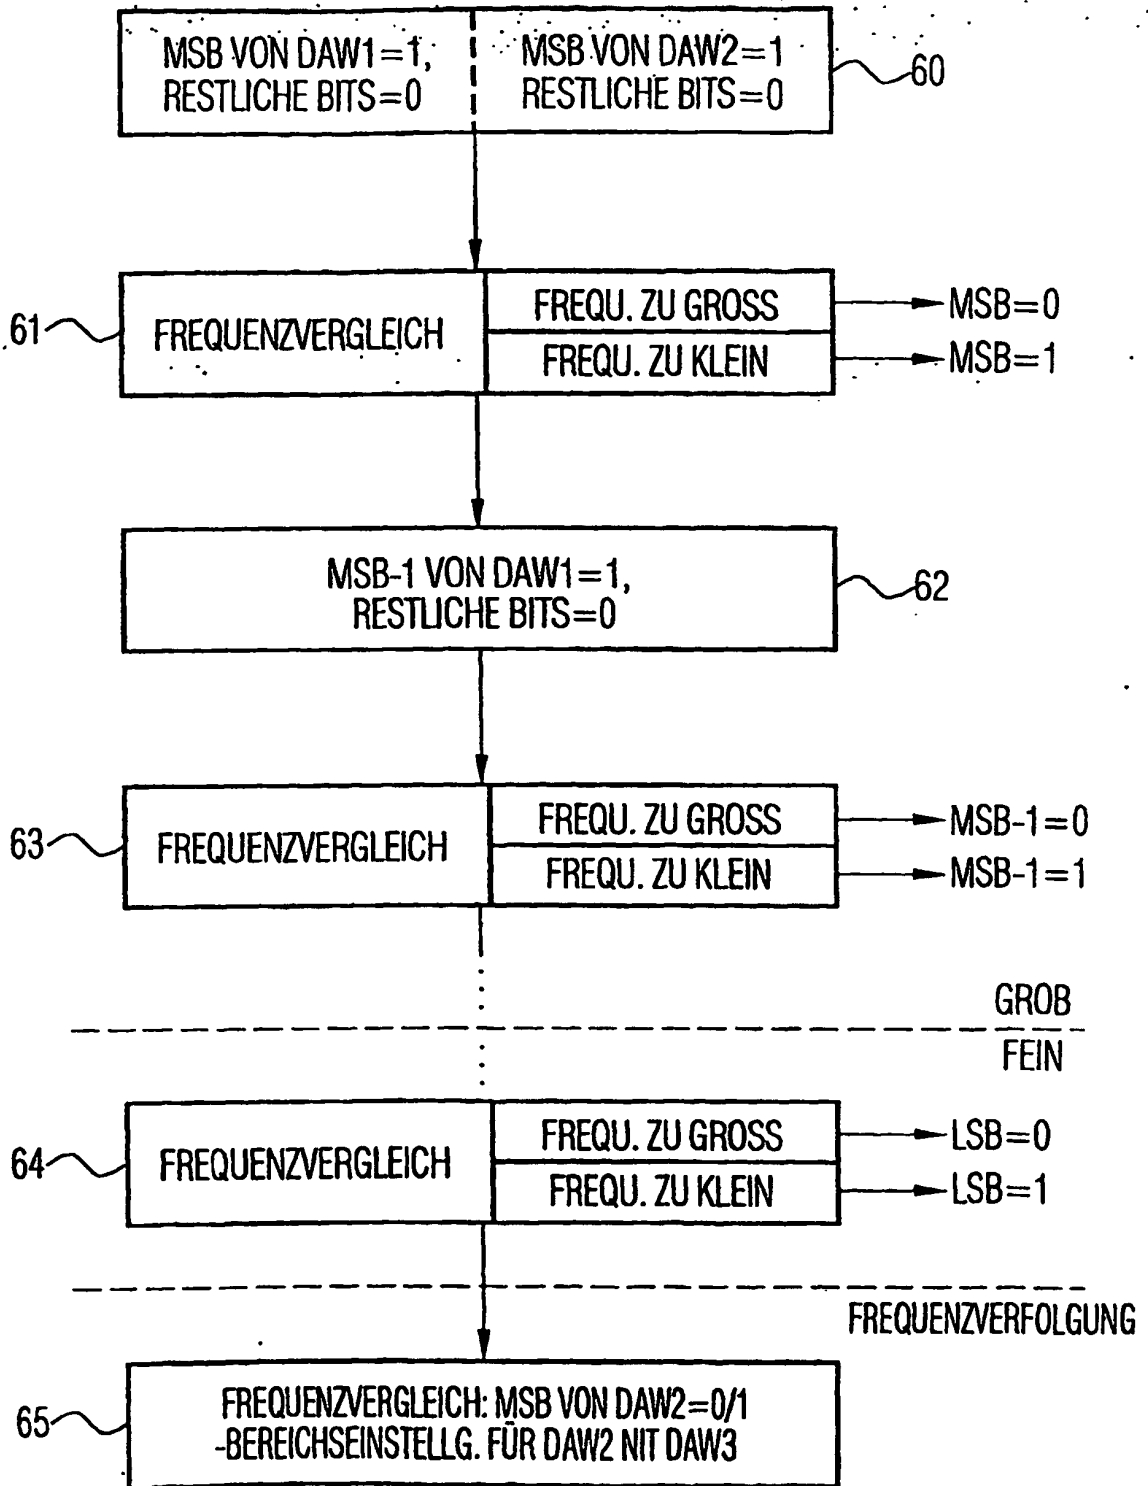 MSB VON DAW1=1,
RESTLICHE BITS=0
MSB VON DAW2=1
RESTLICHE BITS=0
60
61
FREQUENZVERGLEICH
FREQU. ZU GROSS
MSB=0
FREQU. ZU KLEIN
MSB=1
MSB-1 VON DAW1=1,
RESTLICHE BITS=0
62
63
FREQUENZVERGLEICH
FREQU. ZU GROSS
MSB-1=0
FREQU. ZU KLEIN
MSB-1=1
GROB
FEIN
64
FREQUENZVERGLEICH
FREQU. ZU GROSS
LSB=0
FREQU. ZU KLEIN
LSB=1
FREQUENZVERFOLGUNG
65
FREQUENZVERGLEICH: MSB VON DAW2=0/1
-BEREICHSEINSTELLG. FÜR DAW2 NIT DAW3